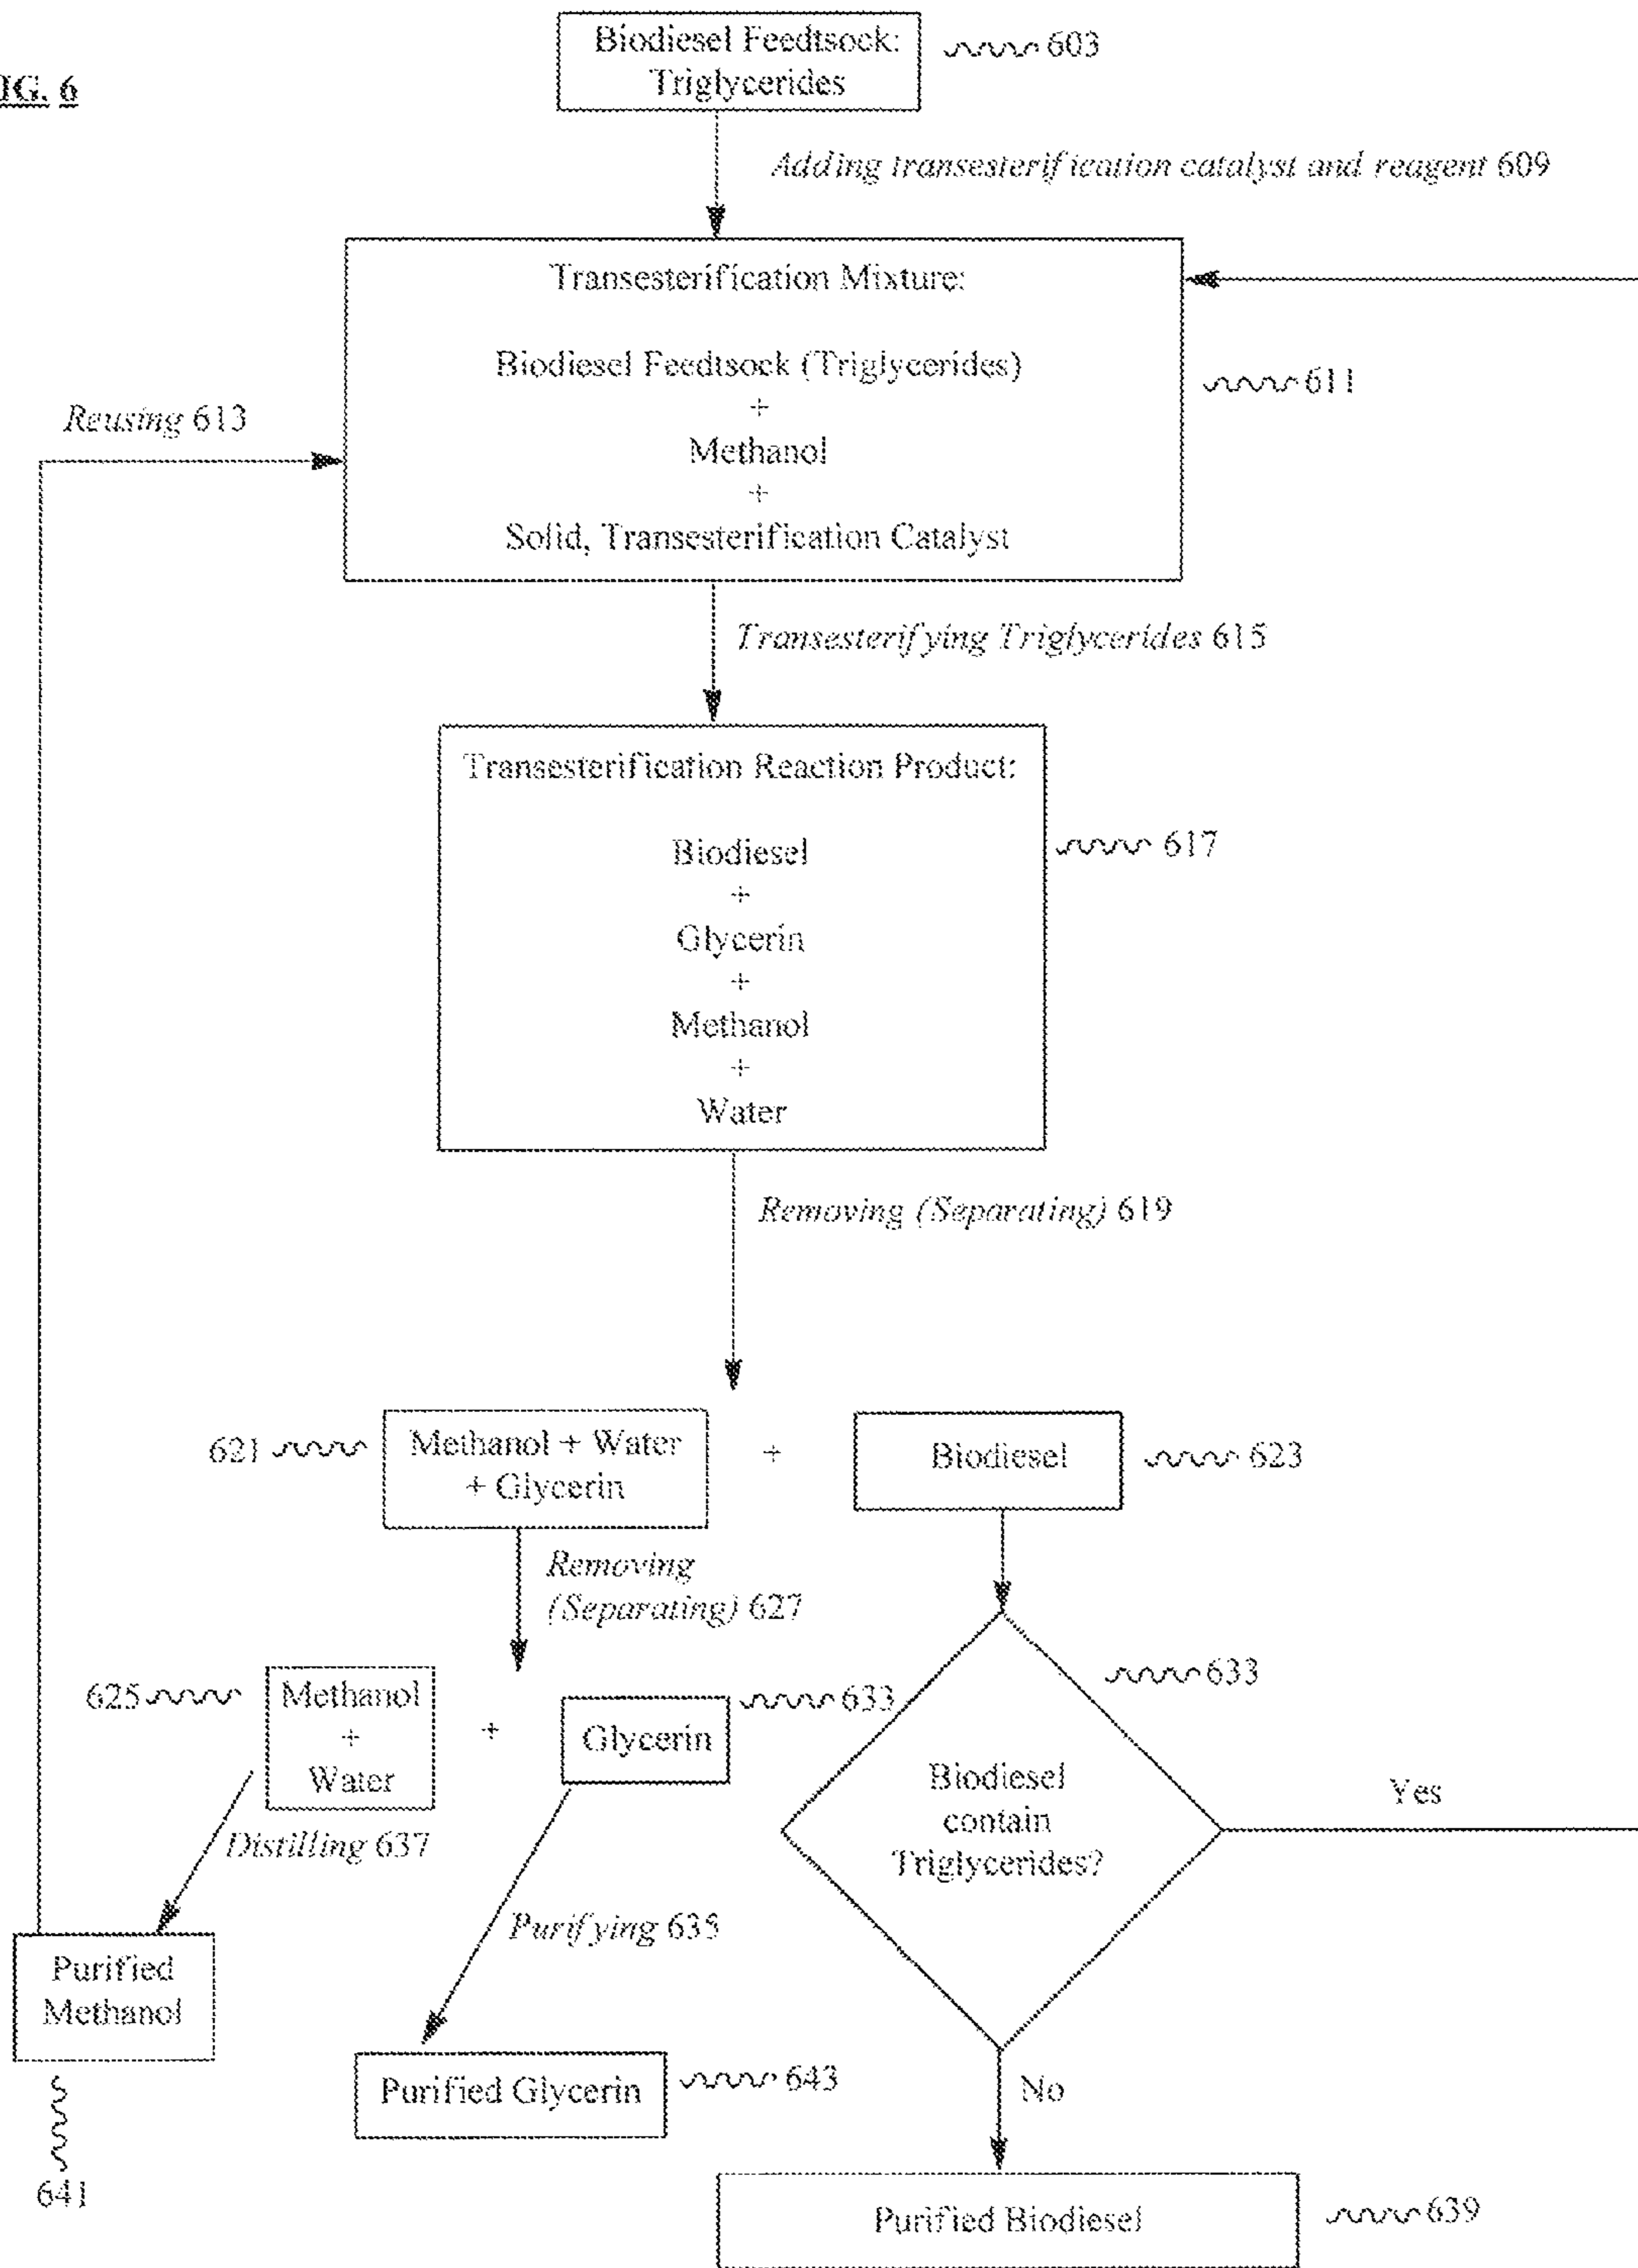 Biodiesel Feedtsock:
Triglycerides
603
IG. 6
Adding transesterification catalyst and reagent 609
Transesterification Mixture:
Biodiesel Feedtsock (Triglycerides)
+
Methanol
+
Solid, Transesterification Catalyst
611
Reusing 613
Transesterifying Triglycerides 615
Transesterification Reaction Product:
Biodiesel
+
Glycerin
+
Methanol
+
Water
617
Removing (Separating) 619
621
Methanol + Water
+ Glycerin
+
Biodiesel
623
Removing
(Separating) 627
625
Methanol
+
Water
+
Glycerin
633
633
Biodiesel
contain
Triglycerides?
Yes
Distilling 637
Purifying 635
Purified
Methanol
641
Purified Glycerin
643
No
Purified Biodiesel
639